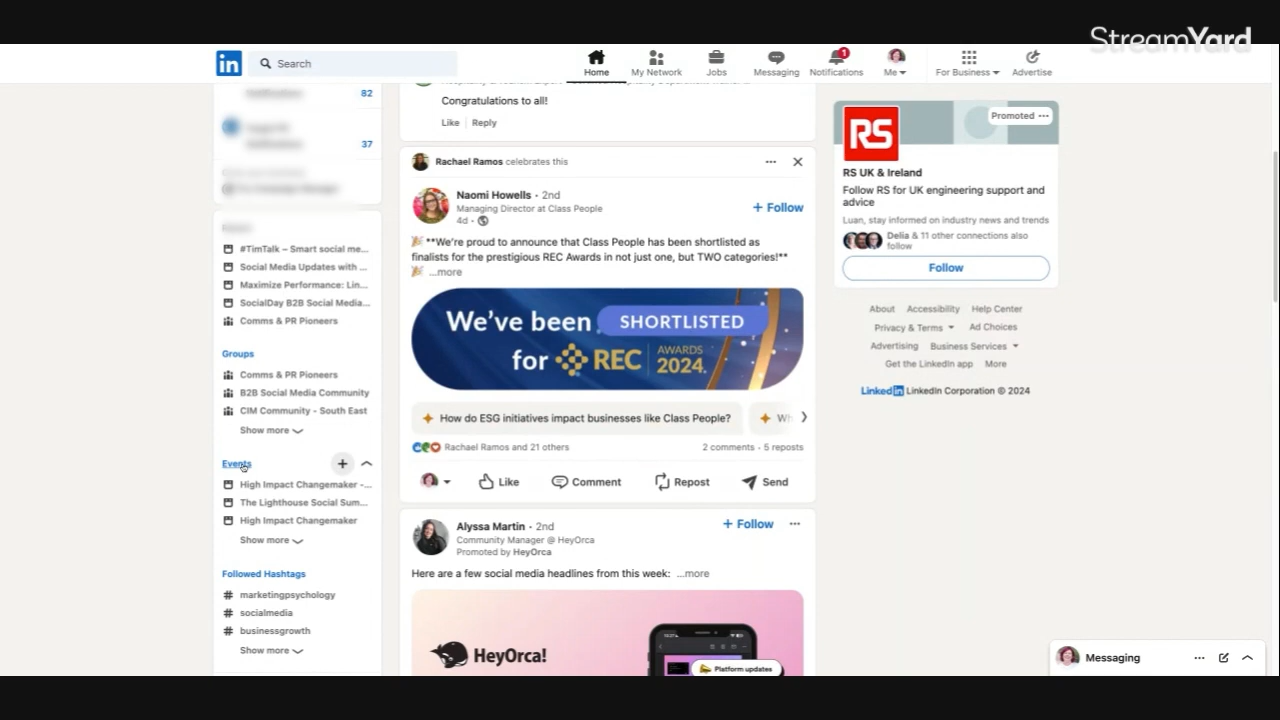 StreamYard
in
Search
Home
My Network
Jobs
Messaging
Notifications
1
Me
For Business
Advertise
82
37
#TimTalk – Smart social me...
Social Media Updates with ...
Maximize Performance: Lin...
SocialDay B2B Social Media...
Comms & PR Pioneers
Groups
Comms & PR Pioneers
B2B Social Media Community
CIM Community - South East
Show more
Events
High Impact Changemaker -...
The Lighthouse Social Sum...
High Impact Changemaker
Show more
Followed Hashtags
# marketingpsychology
# socialmedia
# businessgrowth
Show more
Congratulations to all!
Like | Reply
Rachael Ramos celebrates this
Naomi Howells • 2nd
Managing Director at Class People
4d •
+ Follow
**We're proud to announce that Class People has been shortlisted as
finalists for the prestigious REC Awards in not just one, but TWO categories!**
...more
We've been SHORTLISTED
for REC AWARDS 2024.
How do ESG initiatives impact businesses like Class People?
Rachael Ramos and 21 others
2 comments • 5 reposts
Like
Comment
Repost
Send
Alyssa Martin • 2nd
Community Manager @ HeyOrca
Promoted by HeyOrca
+ Follow
Here are a few social media headlines from this week: ...more
HeyOrca!
Platform updates
Promoted
RS
RS UK & Ireland
Follow RS for UK engineering support and
advice
Luan, stay informed on industry news and trends
Delia & 11 other connections also
follow
Follow
About
Accessibility
Help Center
Privacy & Terms
Ad Choices
Advertising
Business Services
Get the LinkedIn app
More
LinkedIn LinkedIn Corporation © 2024
Messaging